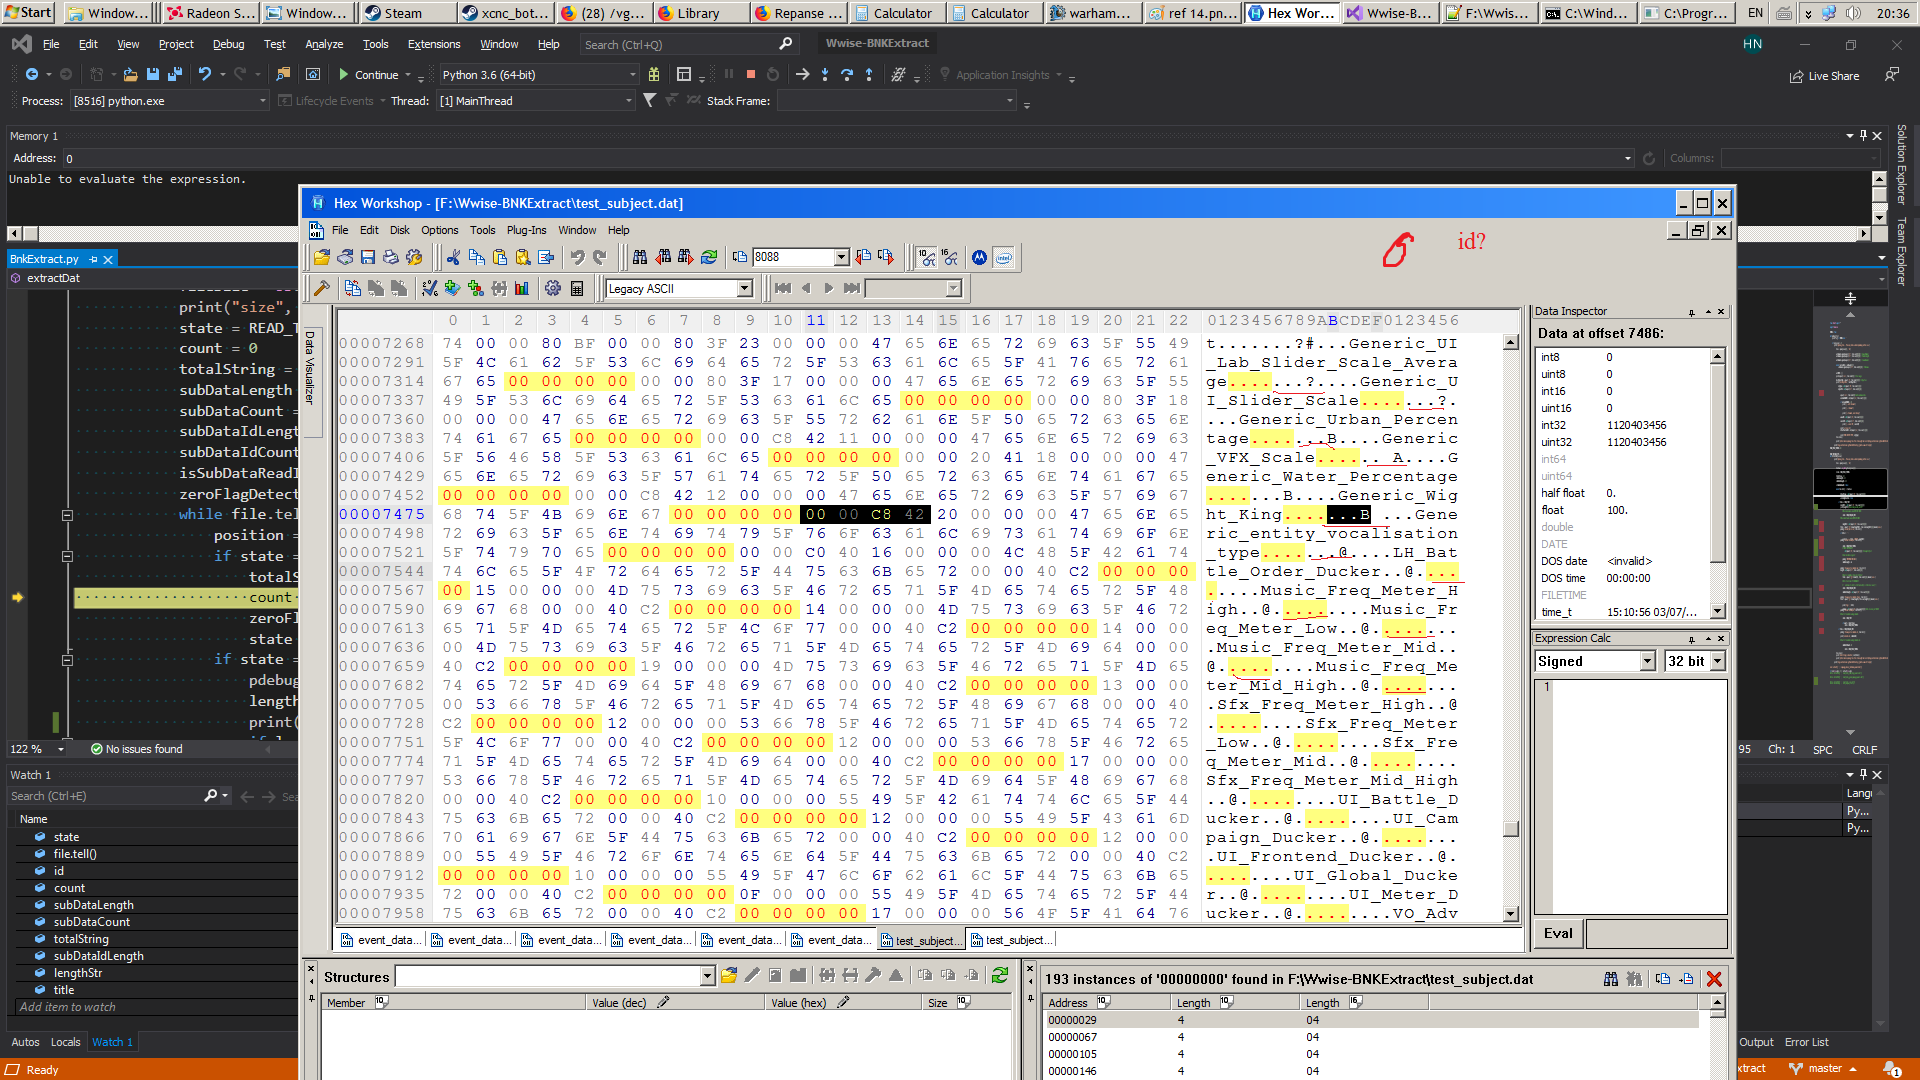 Start Window... Radeon S... Window... Steam xcnc_bot... (28) /vg... Library Repanse ... Calculator Calculator warham... ref 14.pn... Hex Wor... Wwise-B... F:\Wwis... C:\Wind... C:\Progr... EN 20:36
File Edit View Project Debug Test Analyze Tools Extensions Window Help Search (Ctrl+Q) Wwise-BNKExtract HN
Continue Python 3.6 (64-bit) Application Insights Live Share
Process: [8516] python.exe Lifecycle Events Thread: [1] MainThread Stack Frame:
Memory 1
Address: 0 Columns:
Unable to evaluate the expression.
Solution Explorer
Team Explorer
Hex Workshop - [F:\Wwise-BNKExtract\test_subject.dat]
File Edit Disk Options Tools Plug-Ins Window Help
id?
8088
Legacy ASCII
BnkExtract.py
extractDat
print("size",
state = READ_T
count = 0
totalString =
subDataLength
subDataCount =
subDataIdLengt
subDataIdCount
isSubDataReadI
zeroFlagDetect
while file.tel
position =
if state =
totalS
count
zeroFl
state
if state =
pdebug
length
print(
122 % No issues found
95 Ch: 1 SPC CRLF
Data Visualizer
0 1 2 3 4 5 6 7 8 9 10 11 12 13 14 15 16 17 18 19 20 21 22 0123456789ABCDEF0123456
00007268 74 00 00 80 BF 00 00 80 3F 23 00 00 00 47 65 6E 65 72 69 63 5F 55 49 t.......?#...Generic_UI
00007291 5F 4C 61 62 5F 53 6C 69 64 65 72 5F 53 63 61 6C 65 5F 41 76 65 72 61 _Lab_Slider_Scale_Avera
00007314 67 65 00 00 00 00 00 00 80 3F 17 00 00 00 47 65 6E 65 72 69 63 5F 55 ge.......?....Generic_U
00007337 49 5F 53 6C 69 64 65 72 5F 53 63 61 6C 65 00 00 00 00 00 00 80 3F 18 I_Slider_Scale.......?.
00007360 00 00 00 47 65 6E 65 72 69 63 5F 55 72 62 61 6E 5F 50 65 72 63 65 6E ...Generic_Urban_Percen
00007383 74 61 67 65 00 00 00 00 00 00 C8 42 11 00 00 00 47 65 6E 65 72 69 63 tage.......B....Generic
00007406 5F 56 46 58 5F 53 63 61 6C 65 00 00 00 00 00 00 20 41 18 00 00 00 47 _VFX_Scale...... A....G
00007429 65 6E 65 72 69 63 5F 57 61 74 65 72 5F 50 65 72 63 65 6E 74 61 67 65 eneric_Water_Percentage
00007452 00 00 00 00 00 00 C8 42 12 00 00 00 47 65 6E 65 72 69 63 5F 57 69 67 .......B....Generic_Wig
00007475 68 74 5F 4B 69 6E 67 00 00 00 00 00 00 C8 42 20 00 00 00 47 65 6E 65 ht_King.......B ...Gene
00007498 72 69 63 5F 65 6E 74 69 74 79 5F 76 6F 63 61 6C 69 73 61 74 69 6F 6E ric_entity_vocalisation
00007521 5F 74 79 70 65 00 00 00 00 00 00 C0 40 16 00 00 00 4C 48 5F 42 61 74 _type.......@....LH_Bat
00007544 74 6C 65 5F 4F 72 64 65 72 5F 44 75 63 6B 65 72 00 00 40 C2 00 00 00 tle_Order_Ducker..@....
00007567 00 15 00 00 00 4D 75 73 69 63 5F 46 72 65 71 5F 4D 65 74 65 72 5F 48 .....Music_Freq_Meter_H
00007590 69 67 68 00 00 40 C2 00 00 00 00 14 00 00 00 4D 75 73 69 63 5F 46 72 igh..@.........Music_Fr
00007613 65 71 5F 4D 65 74 65 72 5F 4C 6F 77 00 00 40 C2 00 00 00 00 14 00 00 eq_Meter_Low..@........
00007636 00 4D 75 73 69 63 5F 46 72 65 71 5F 4D 65 74 65 72 5F 4D 69 64 00 00 .Music_Freq_Meter_Mid..
00007659 40 C2 00 00 00 00 19 00 00 00 4D 75 73 69 63 5F 46 72 65 71 5F 4D 65 @.........Music_Freq_Me
00007682 74 65 72 5F 4D 69 64 5F 48 69 67 68 00 00 40 C2 00 00 00 00 13 00 00 ter_Mid_High..@........
00007705 00 53 66 78 5F 46 72 65 71 5F 4D 65 74 65 72 5F 48 69 67 68 00 00 40 .Sfx_Freq_Meter_High..@
00007728 C2 00 00 00 00 12 00 00 00 53 66 78 5F 46 72 65 71 5F 4D 65 74 65 72 .........Sfx_Freq_Meter
00007751 5F 4C 6F 77 00 00 40 C2 00 00 00 00 12 00 00 00 53 66 78 5F 46 72 65 _Low..@.........Sfx_Fre
00007774 71 5F 4D 65 74 65 72 5F 4D 69 64 00 00 40 C2 00 00 00 00 17 00 00 00 q_Meter_Mid..@.........
00007797 53 66 78 5F 46 72 65 71 5F 4D 65 74 65 72 5F 4D 69 64 5F 48 69 67 68 Sfx_Freq_Meter_Mid_High
00007820 00 00 40 C2 00 00 00 00 10 00 00 00 55 49 5F 42 61 74 74 6C 65 5F 44 ..@.........UI_Battle_D
00007843 75 63 6B 65 72 00 00 40 C2 00 00 00 00 12 00 00 00 55 49 5F 43 61 6D ucker..@.........UI_Cam
00007866 70 61 69 67 6E 5F 44 75 63 6B 65 72 00 00 40 C2 00 00 00 00 12 00 00 paign_Ducker..@........
00007889 00 55 49 5F 46 72 6F 6E 74 65 6E 64 5F 44 75 63 6B 65 72 00 00 40 C2 .UI_Frontend_Ducker..@.
00007912 00 00 00 00 10 00 00 00 55 49 5F 47 6C 6F 62 61 6C 5F 44 75 63 6B 65 ........UI_Global_Ducke
00007935 72 00 00 40 C2 00 00 00 00 0F 00 00 00 55 49 5F 4D 65 74 65 72 5F 44 r..@.........UI_Meter_D
00007958 75 63 6B 65 72 00 00 40 C2 00 00 00 00 17 00 00 00 56 4F 5F 41 64 76 ucker..@.........VO_Adv
Data Inspector
Data at offset 7486:
int8 0
uint8 0
int16 0
uint16 0
int32 1120403456
uint32 1120403456
int64
uint64
half float 0.
float 100.
double
DATE
DOS date <invalid>
DOS time 00:00:00
FILETIME
time_t 15:10:56 03/07/...
Expression Calc
Signed 32 bit
1
Eval
event_data... event_data... event_data... event_data... event_data... event_data... test_subject... test_subject...
Watch 1
Search (Ctrl+E)
Name
state
file.tell()
id
count
subDataLength
subDataCount
totalString
subDataIdLength
lengthStr
title
Add item to watch
Autos Locals Watch 1
Structures
Member Value (dec) Value (hex) Size
193 instances of '00000000' found in F:\Wwise-BNKExtract\test_subject.dat
Address Length Length
00000029 4 04
00000067 4 04
00000105 4 04
00000146 4 04
Langu
Py...
Py...
Output Error List
Ready
xtract master 1